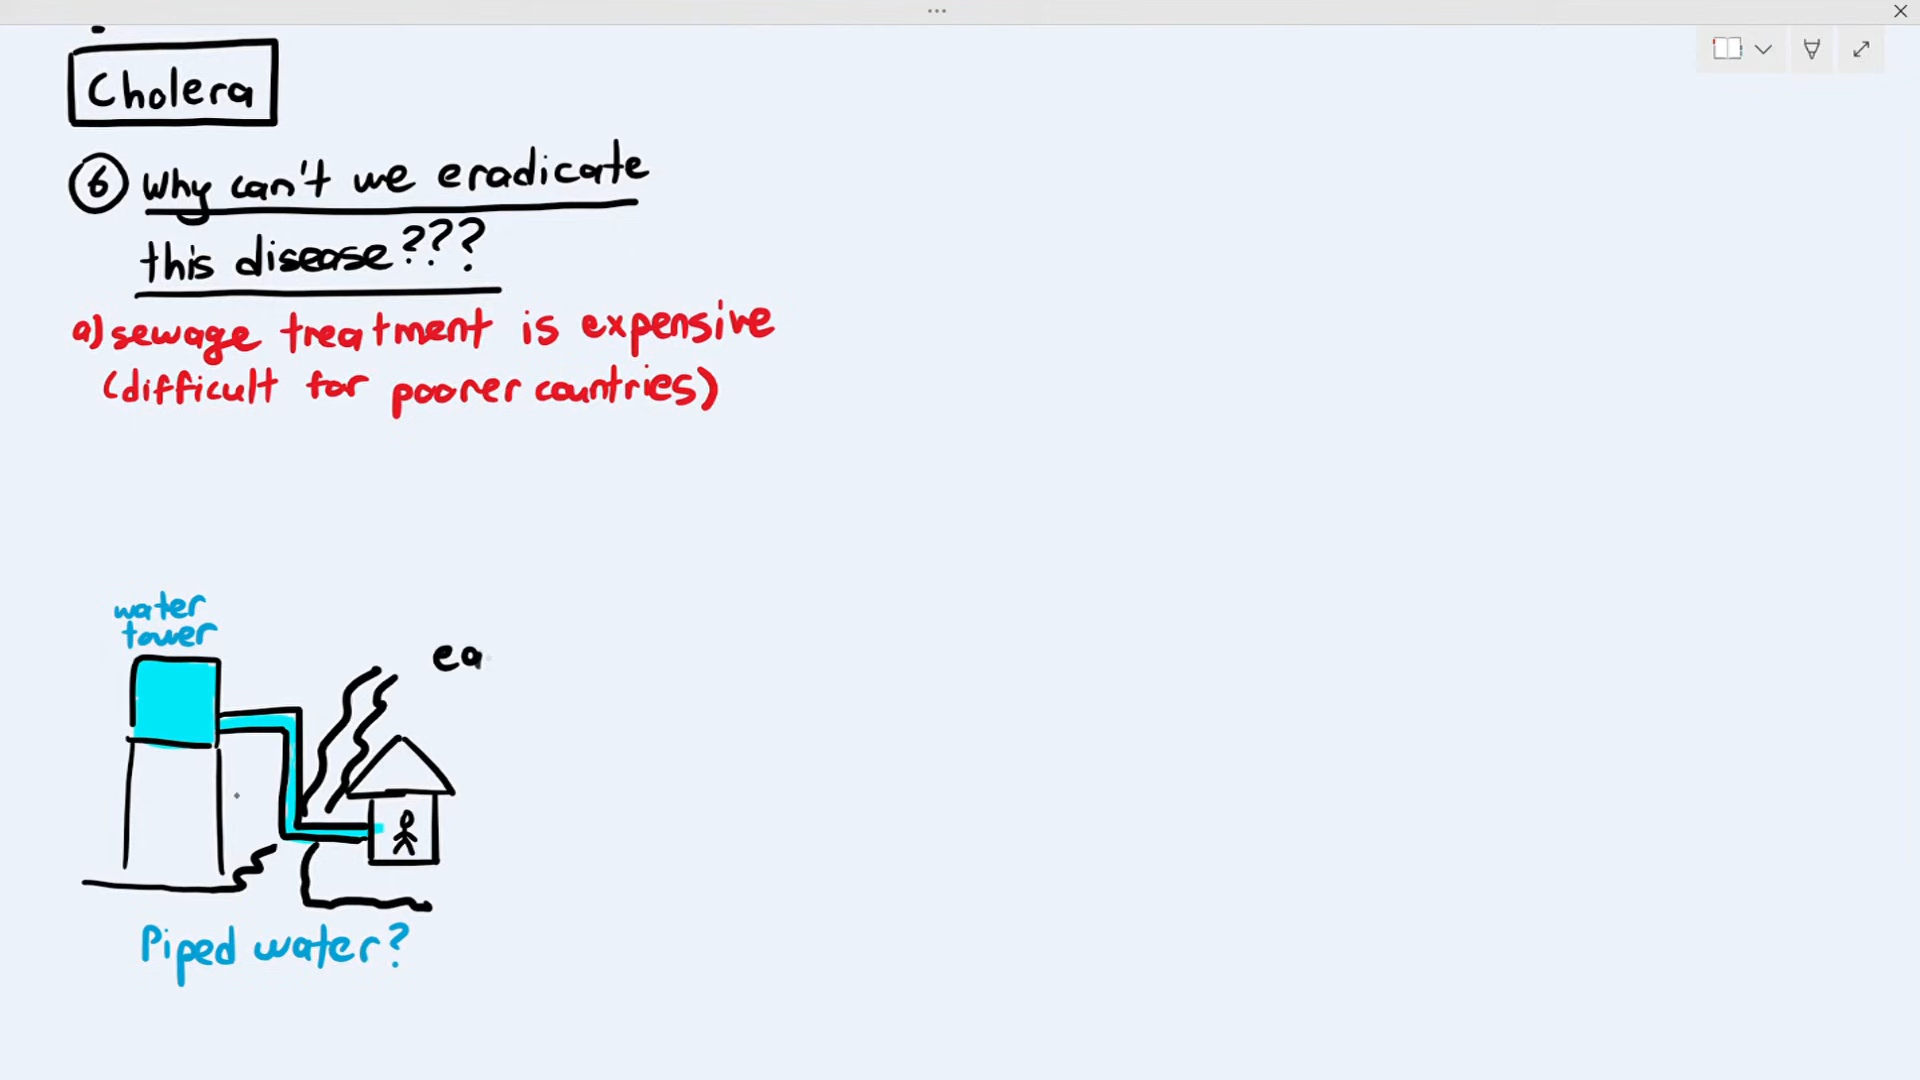 Cholera
6 Why can't we eradicate
this disease???
a) sewage treatment is expensive
(difficult for poorer countries)
water
tower
ea
Piped water?